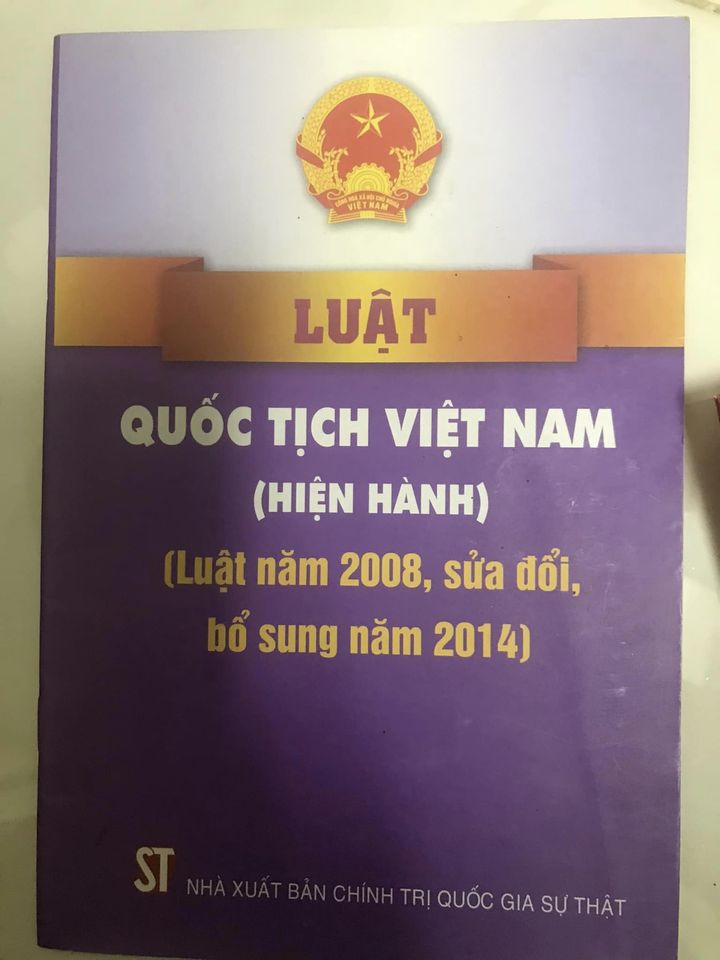 CỘNG HÒA XÃ HỘI CHỦ NGHĨA
VIỆT NAM
LUẬT
QUỐC TỊCH VIỆT NAM
(HIỆN HÀNH)
(Luật năm 2008, sửa đổi,
bổ sung năm 2014)
ST
NHÀ XUẤT BẢN CHÍNH TRỊ QUỐC GIA SỰ THẬT